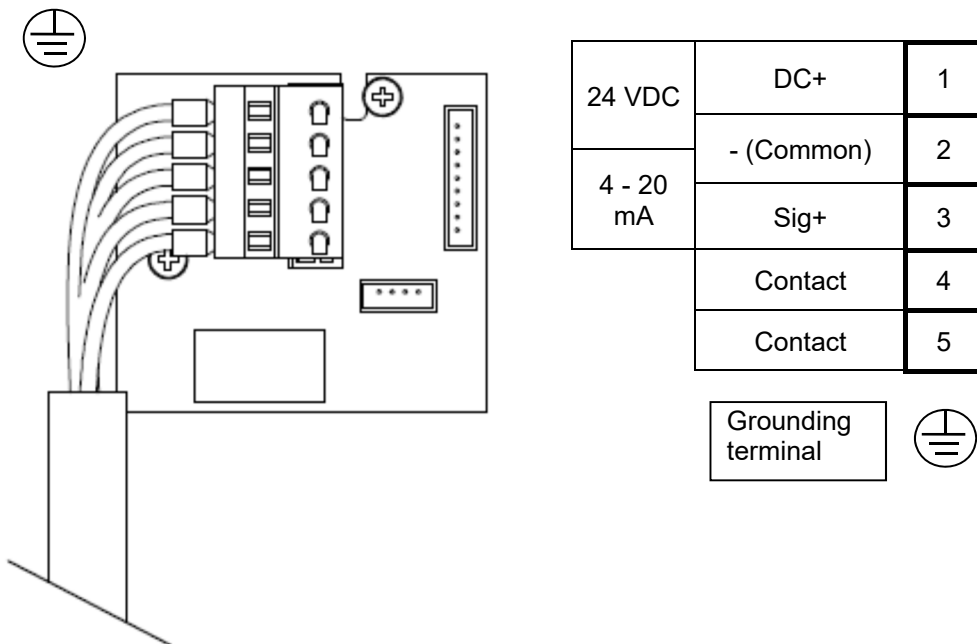 24 VDC
DC+
1
- (Common)
2
4 - 20
mA
Sig+
3
Contact
4
Contact
5
Grounding
terminal